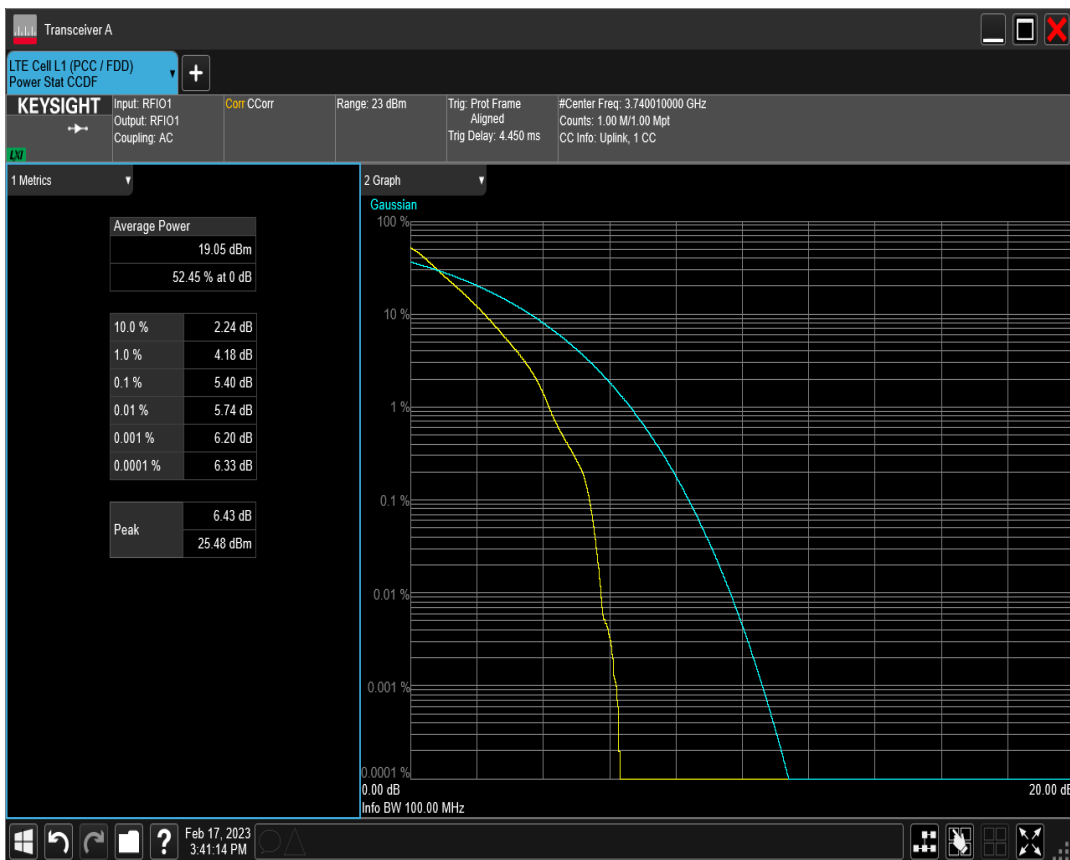 Transceiver A
LTE Cell L1 (PCC / FDD)
Power Stat CCDF
+
KEYSIGHT
LXI
Input: RFIO1
Output: RFIO1
Coupling: AC
Corr CCorr
Range: 23 dBm
Trig: Prot Frame
Aligned
Trig Delay: 4.450 ms
#Center Freq: 3.740010000 GHz
Counts: 1.00 M/1.00 Mpt
CC Info: Uplink, 1 CC
1 Metrics
Average Power
19.05 dBm
52.45 % at 0 dB
10.0 % 2.24 dB
1.0 % 4.18 dB
0.1 % 5.40 dB
0.01 % 5.74 dB
0.001 % 6.20 dB
0.0001 % 6.33 dB
Peak
6.43 dB
25.48 dBm
2 Graph
Gaussian
100 %
10 %
1 %
0.1 %
0.01 %
0.001 %
0.0001 %
0.00 dB
20.00 dB
Info BW 100.00 MHz
?
Feb 17, 2023
3:41:14 PM